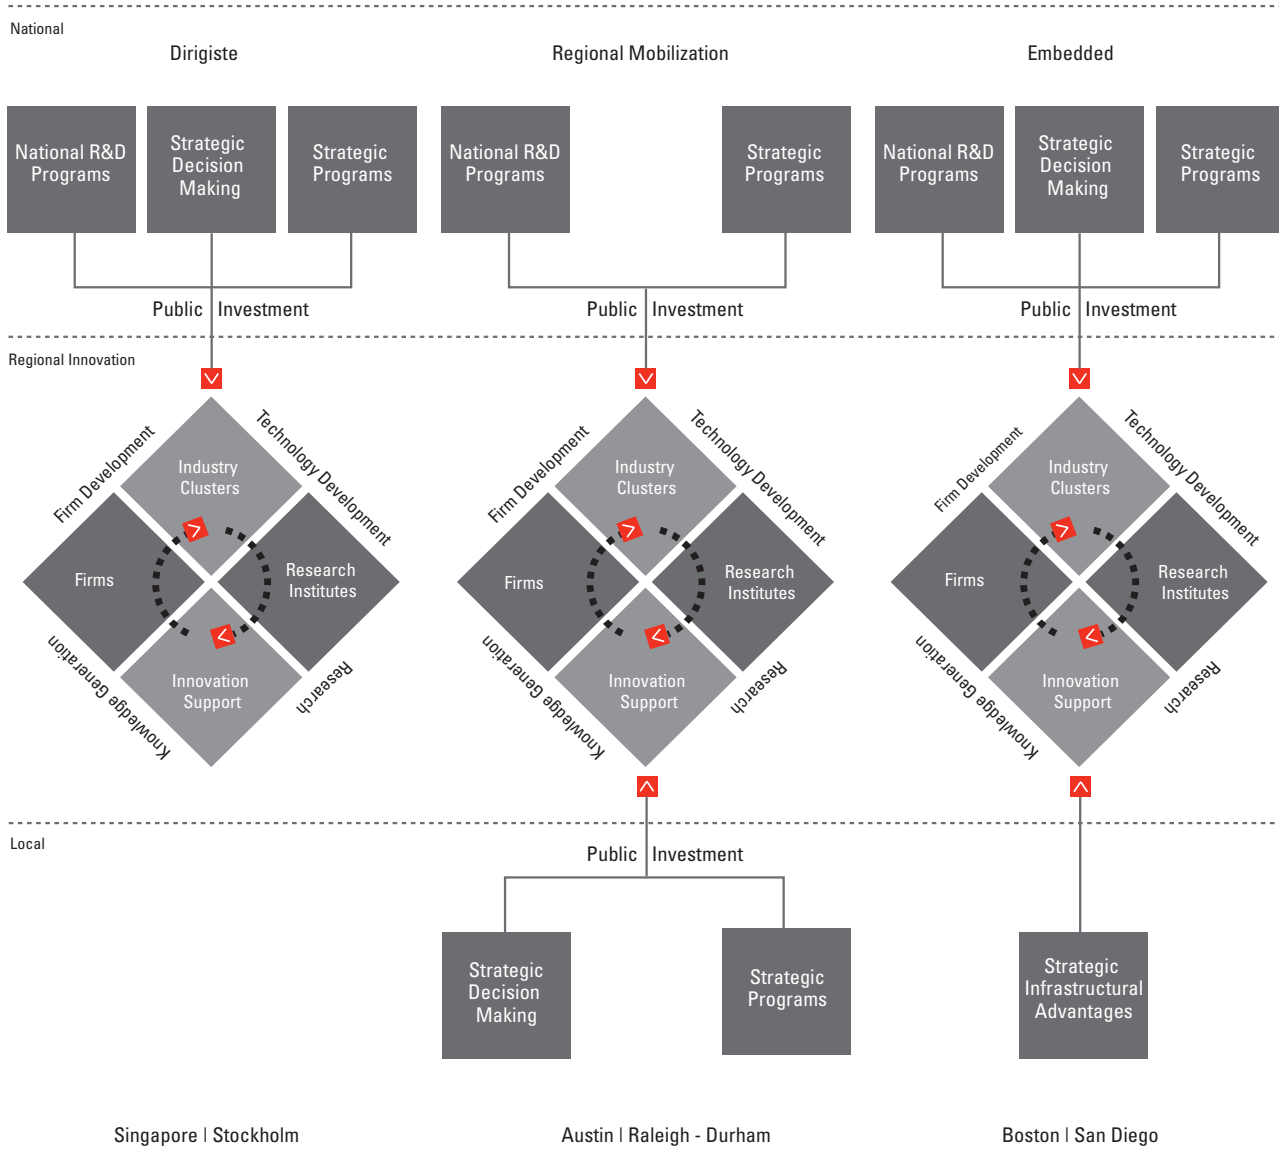 National
Dirigiste
Regional Mobilization
Embedded
National R&D
Programs
Strategic
Decision
Making
Strategic
Programs
National R&D
Programs
Strategic
Programs
National R&D
Programs
Strategic
Decision
Making
Strategic
Programs
Public Investment
Public Investment
Public Investment
Regional Innovation
Firm Development
Technology Development
Industry
Clusters
Firms
Research
Institutes
Innovation
Support
Knowledge Generation
Research
Firm Development
Technology Development
Industry
Clusters
Firms
Research
Institutes
Innovation
Support
Knowledge Generation
Research
Firm Development
Technology Development
Industry
Clusters
Firms
Research
Institutes
Innovation
Support
Knowledge Generation
Research
Local
Public Investment
Strategic
Decision
Making
Strategic
Programs
Strategic
Infrastructural
Advantages
Singapore | Stockholm
Austin | Raleigh - Durham
Boston | San Diego